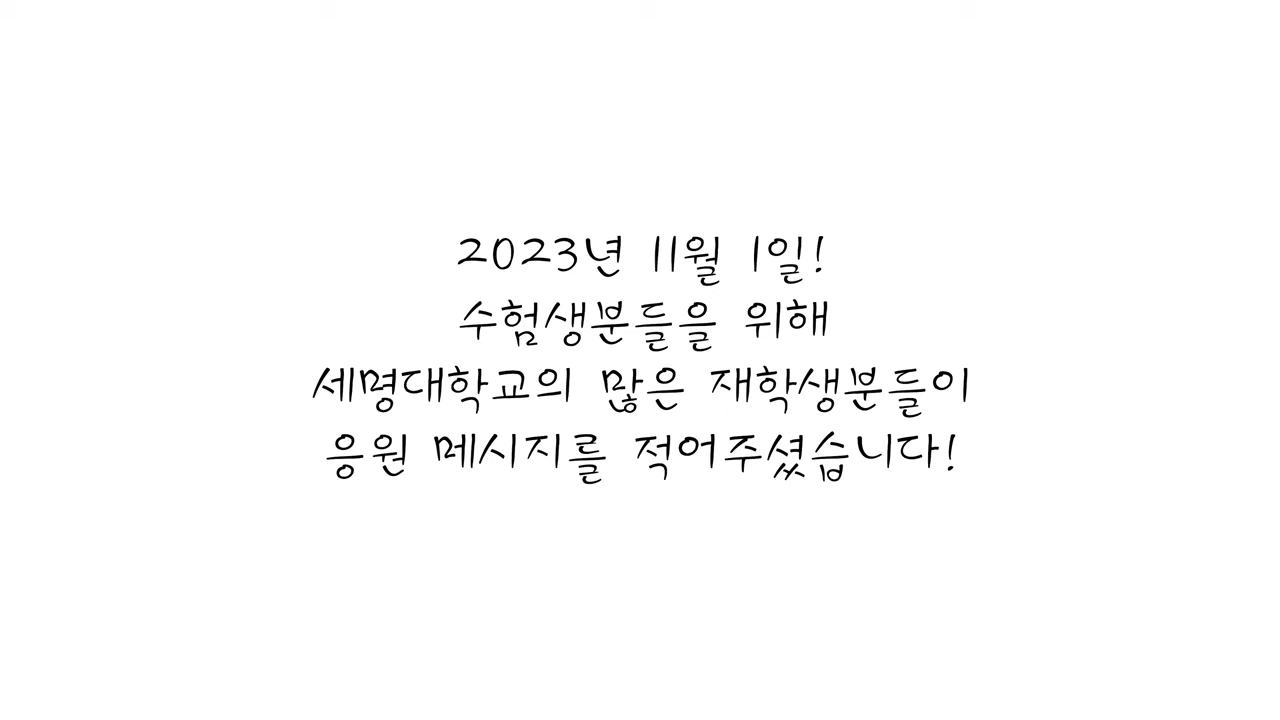 2023년 11월 1일!
수험생분들을 위해
세명대학교의 많은 재학생분들이
응원 메시지를 적어주셨습니다!